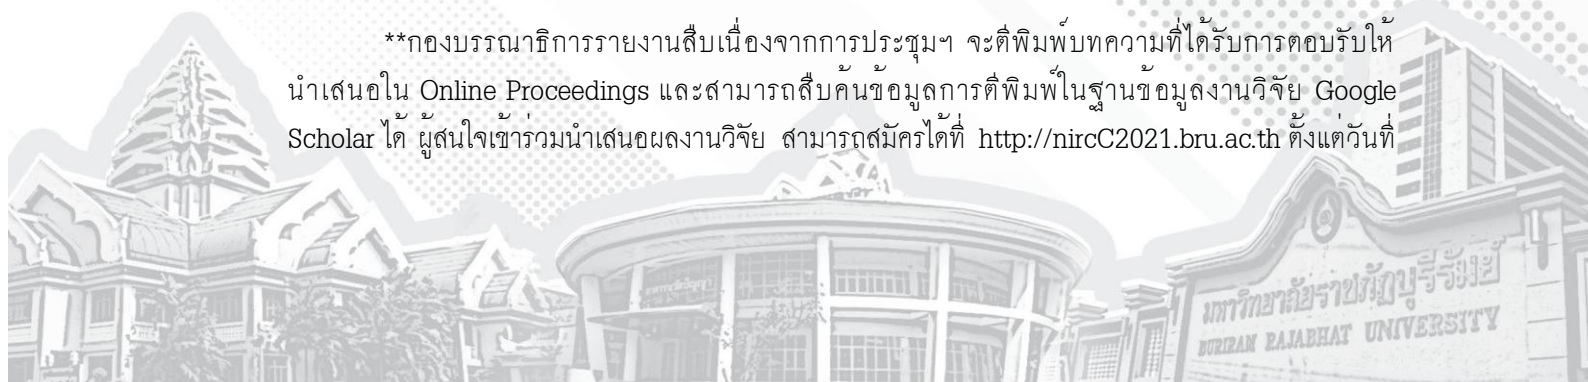 **กองบรรณาธิการรายงานสืบเนื่องจากการประชุมฯ จะตีพิมพ์บทความที่ได้รับการตอบรับให้
นำเสนอใน Online Proceedings และสามารถสืบค้นข้อมูลการตีพิมพ์ในฐานข้อมูลงานวิจัย Google
Scholar ได้ ผู้สนใจเข้าร่วมนำเสนอผลงานวิจัย สามารถสมัครได้ที่ http://nircC2021.bru.ac.th ตั้งแต่วันที่
มหาวิทยาลัยราชภัฏบุรีรัมย์
BURIRAM RAJABHAT UNIVERSITY